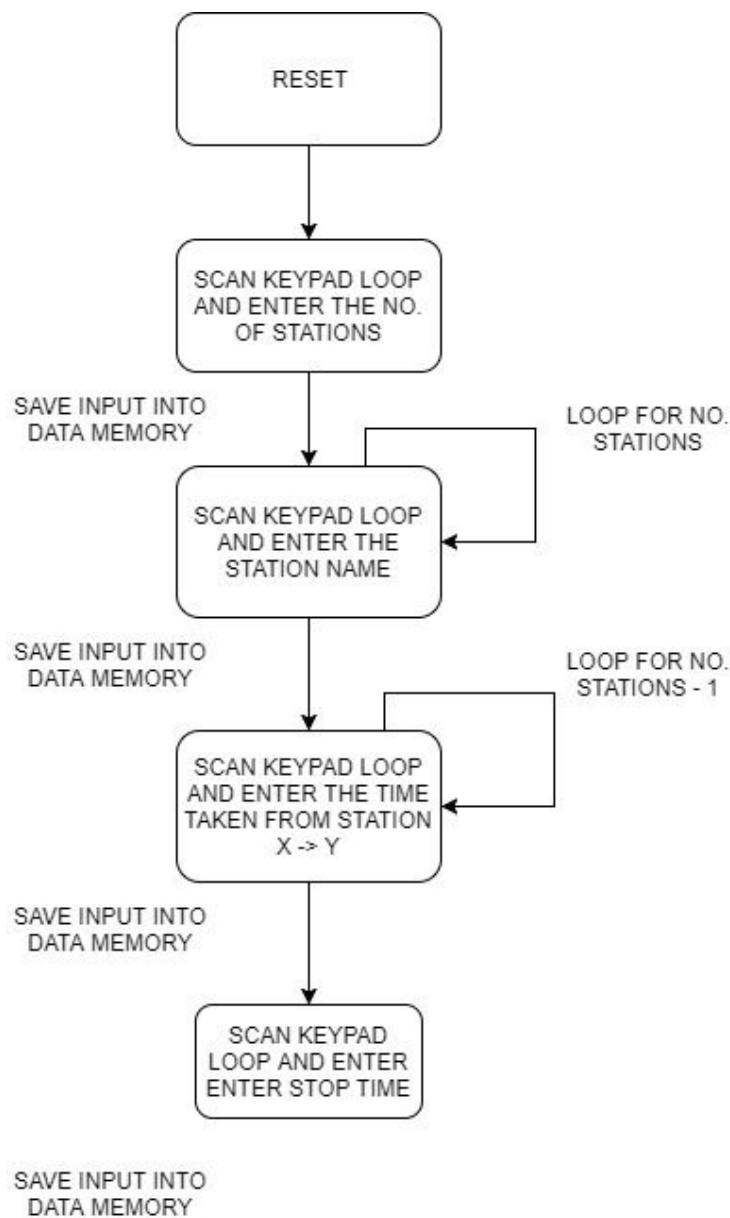 RESET
SCAN KEYPAD LOOP
AND ENTER THE NO.
OF STATIONS
SAVE INPUT INTO
DATA MEMORY
LOOP FOR NO.
STATIONS
SCAN KEYPAD LOOP
AND ENTER THE
STATION NAME
SAVE INPUT INTO
DATA MEMORY
LOOP FOR NO.
STATIONS - 1
SCAN KEYPAD LOOP
AND ENTER THE TIME
TAKEN FROM STATION
X -> Y
SAVE INPUT INTO
DATA MEMORY
SCAN KEYPAD
LOOP AND ENTER
ENTER STOP TIME
SAVE INPUT INTO
DATA MEMORY